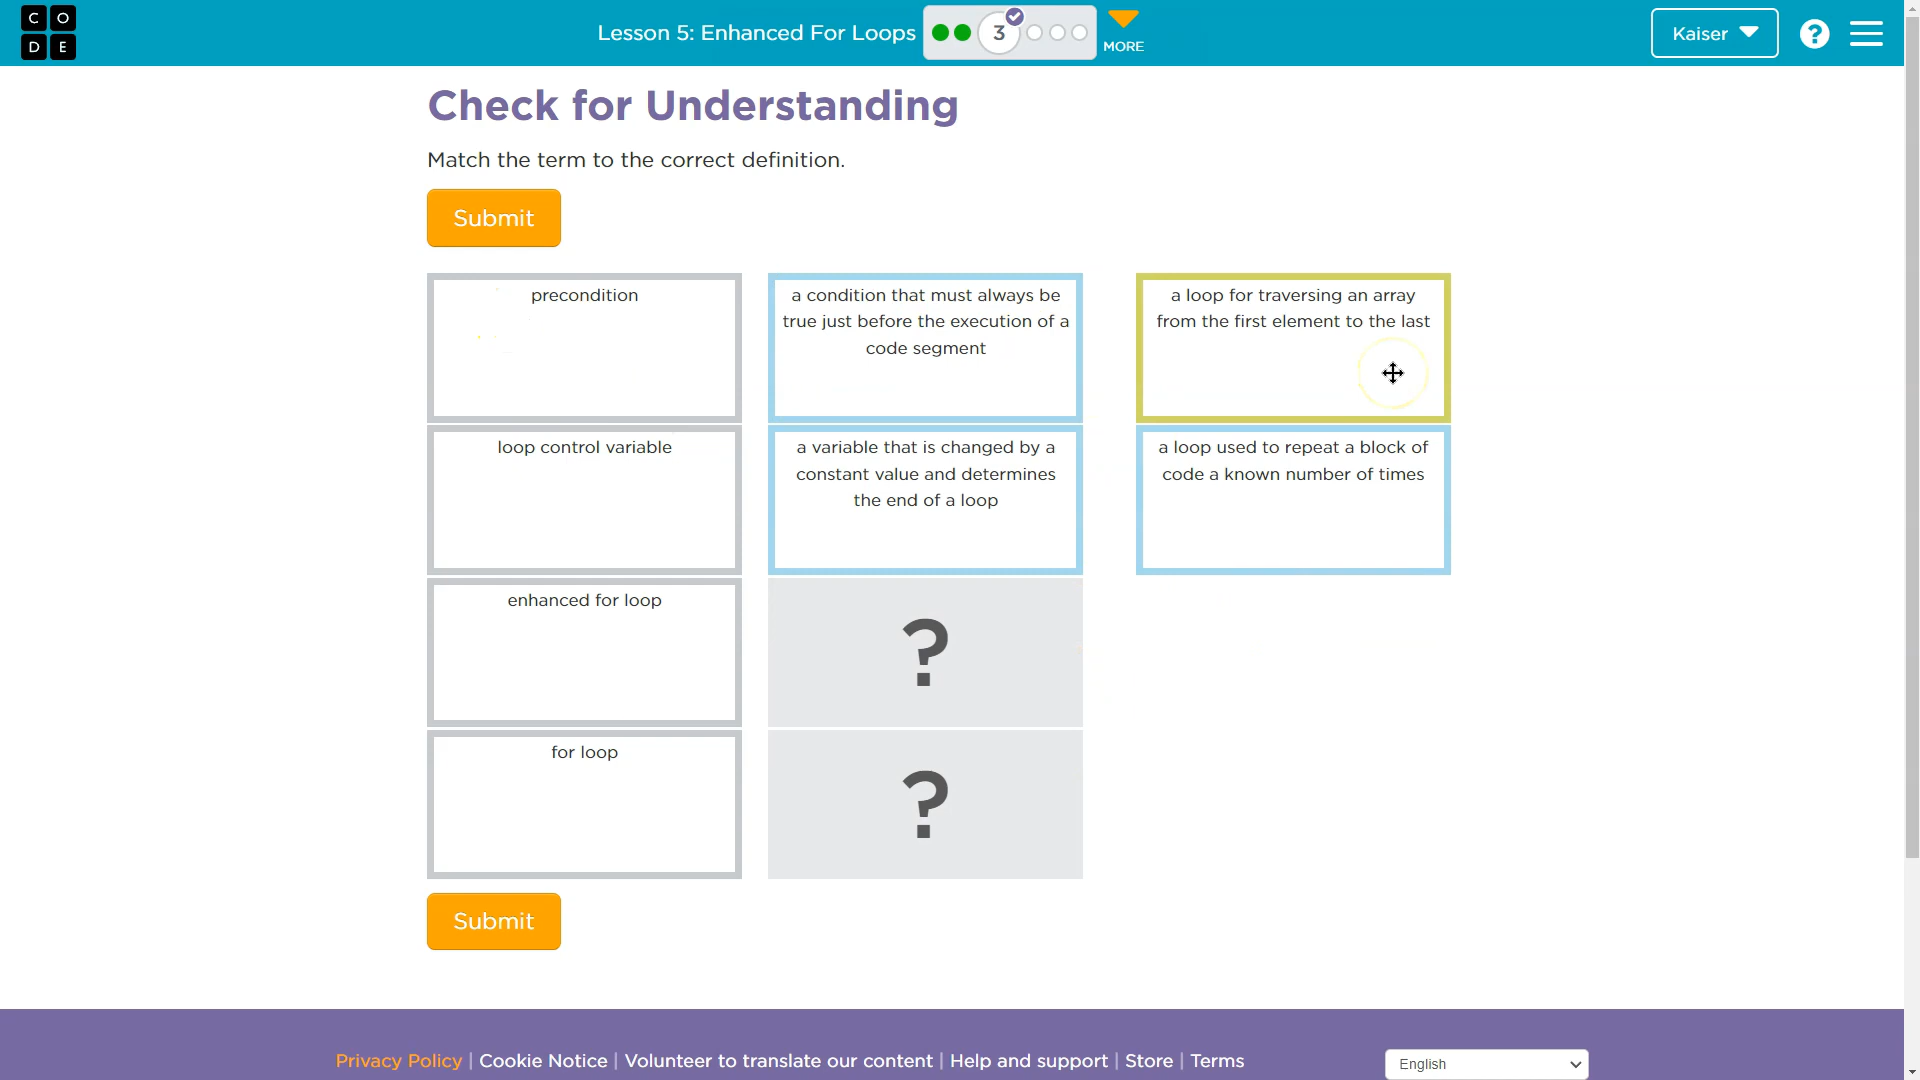 C O
D E
Lesson 5: Enhanced For Loops
3
MORE
Kaiser
?
Check for Understanding
Match the term to the correct definition.
Submit
precondition
a condition that must always be
true just before the execution of a
code segment
a loop for traversing an array
from the first element to the last
loop control variable
a variable that is changed by a
constant value and determines
the end of a loop
a loop used to repeat a block of
code a known number of times
enhanced for loop
?
for loop
?
Submit
Privacy Policy | Cookie Notice | Volunteer to translate our content | Help and support | Store | Terms
English